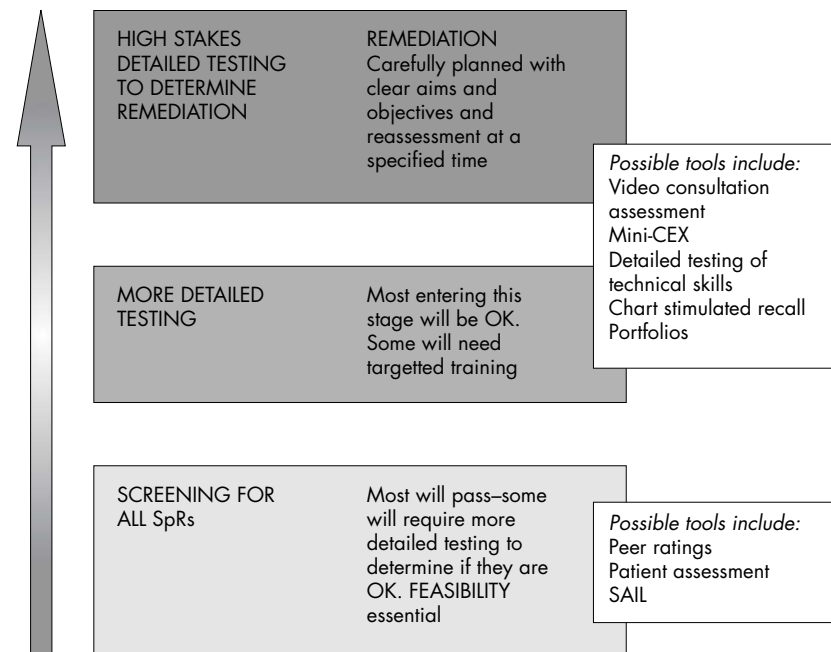 HIGH STAKES
DETAILED TESTING
TO DETERMINE
REMEDIATION
REMEDIATION
Carefully planned with
clear aims and
objectives and
reassessment at a
specified time
Possible tools include:
Video consultation
assessment
Mini-CEX
Detailed testing of
technical skills
Chart stimulated recall
Portfolios
MORE DETAILED
TESTING
Most entering this
stage will be OK.
Some will need
targetted training
SCREENING FOR
ALL SpRs
Most will pass–some
will require more
detailed testing to
determine if they are
OK. FEASIBILITY
essential
Possible tools include:
Peer ratings
Patient assessment
SAIL